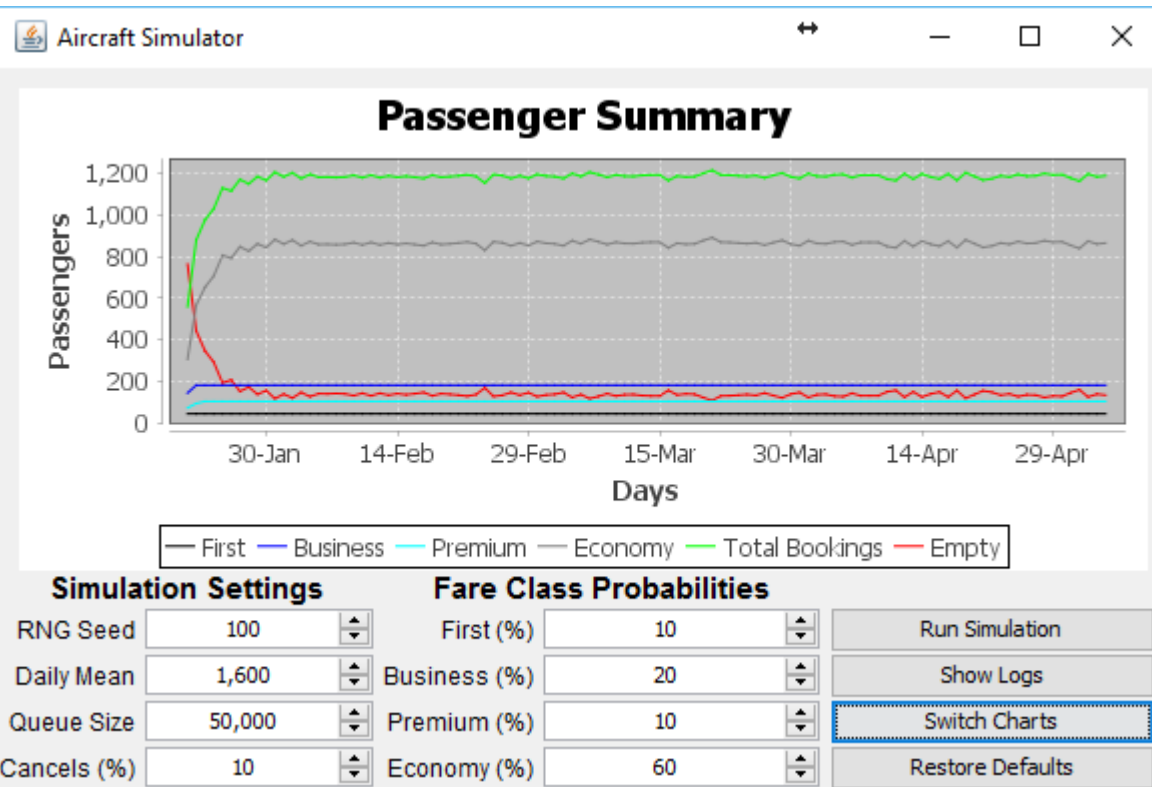 Aircraft Simulator
Passenger Summary
1,200
1,000
800
600
400
200
0
Passengers
30-Jan 14-Feb 29-Feb 15-Mar 30-Mar 14-Apr 29-Apr
Days
First Business Premium Economy Total Bookings Empty
Simulation Settings Fare Class Probabilities
RNG Seed 100 First (%) 10 Run Simulation
Daily Mean 1,600 Business (%) 20 Show Logs
Queue Size 50,000 Premium (%) 10 Switch Charts
Cancels (%) 10 Economy (%) 60 Restore Defaults